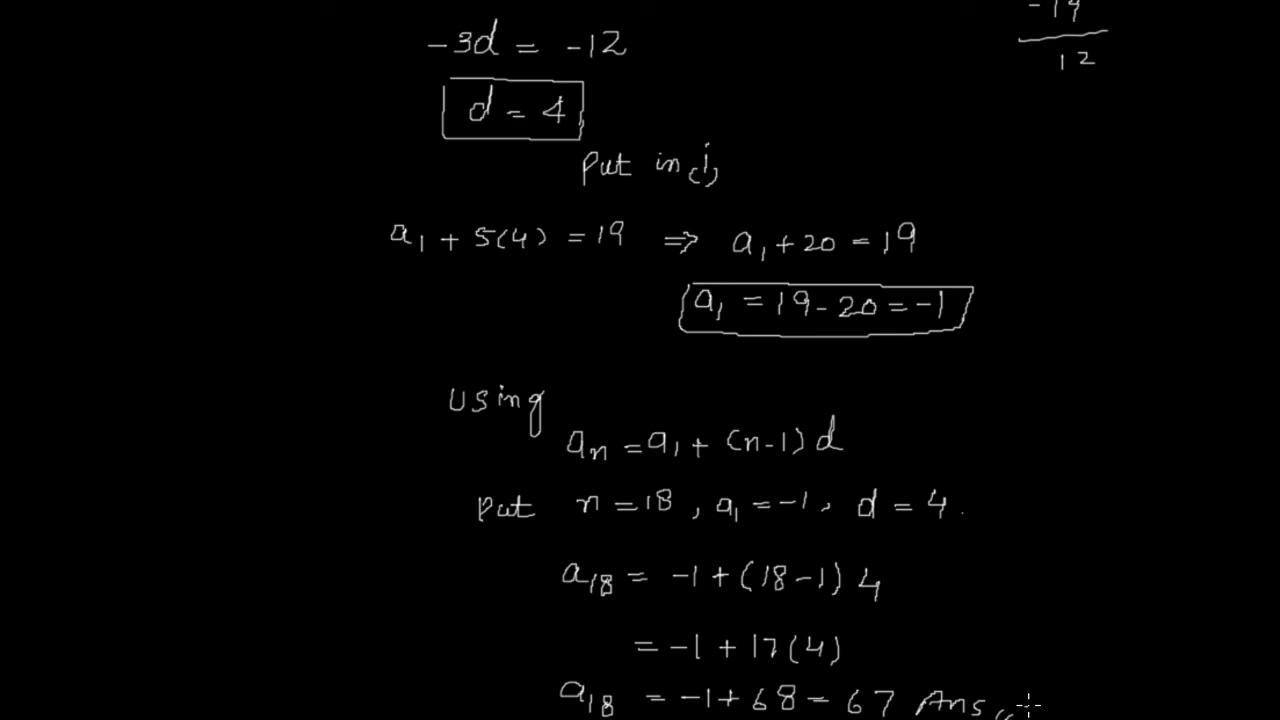 -19
12
-3d = -12
d = 4
Put in (i)
a₁ + 5(4) = 19 ⇒ a₁ + 20 = 19
a₁ = 19 - 20 = -1
Using
aₙ = a₁ + (n-1) d
Put n = 18, a₁ = -1, d = 4.
a₁₈ = -1 + (18-1) 4
= -1 + 17(4)
a₁₈ = -1 + 68 = 67 Ans